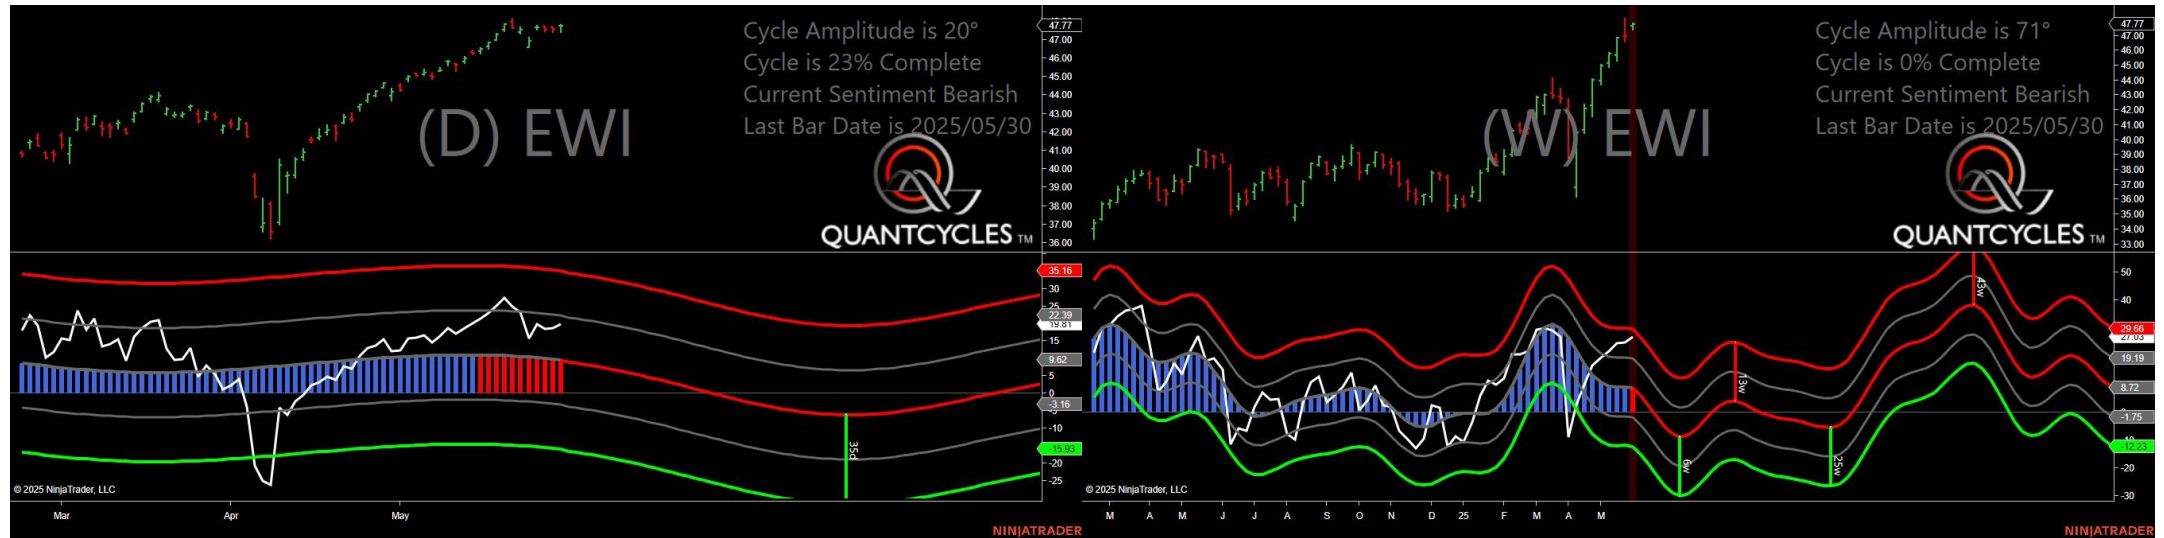 Cycle Amplitude is 20°
Cycle is 23% Complete
Current Sentiment Bearish
Last Bar Date is 2025/05/30
(D) EWI
QUANTCYCLES TM
47.77
47.00
46.00
45.00
44.00
43.00
42.00
41.00
40.00
39.00
38.00
37.00
36.00
35.16
30
25
22.39
19.81
15
9.62
5
0
-3.16
-10
-15.93
-20
-25
35d
© 2025 NinjaTrader, LLC
Mar Apr May
NINJATRADER
Cycle Amplitude is 71°
Cycle is 0% Complete
Current Sentiment Bearish
Last Bar Date is 2025/05/30
(W) EWI
QUANTCYCLES TM
47.77
47.00
46.00
45.00
44.00
43.00
42.00
41.00
40.00
39.00
38.00
37.00
36.00
35.00
34.00
33.00
50
40
29.66
27.03
19.19
8.72
-1.75
-12.23
-20
-30
6w
13w
25w
43w
© 2025 NinjaTrader, LLC
M A M J J A S O N D 25 F M A M
NINJATRADER